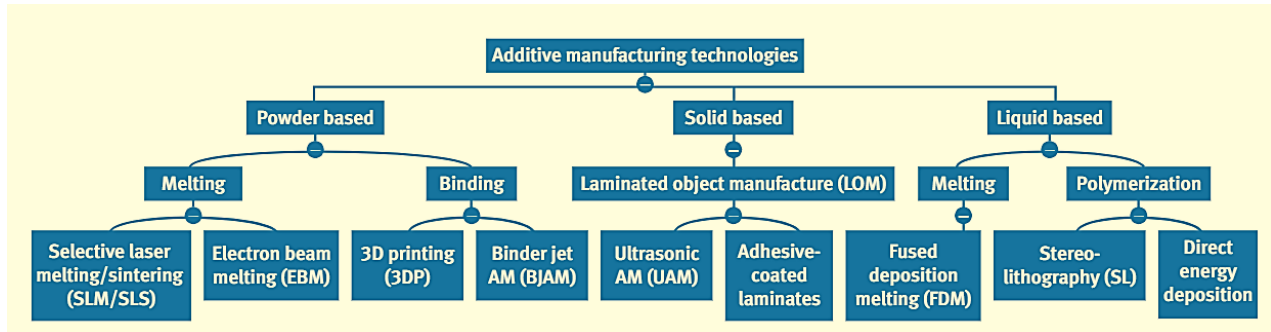 Additive manufacturing technologies
Powder based
Solid based
Liquid based
Melting
Binding
Laminated object manufacture (LOM)
Melting
Polymerization
Selective laser
melting/sintering
(SLM/SLS)
Electron beam
melting (EBM)
3D printing
(3DP)
Binder jet
AM (BJAM)
Ultrasonic
AM (UAM)
Adhesive-
coated
laminates
Fused
deposition
melting (FDM)
Stereo-
lithography (SL)
Direct
energy
deposition